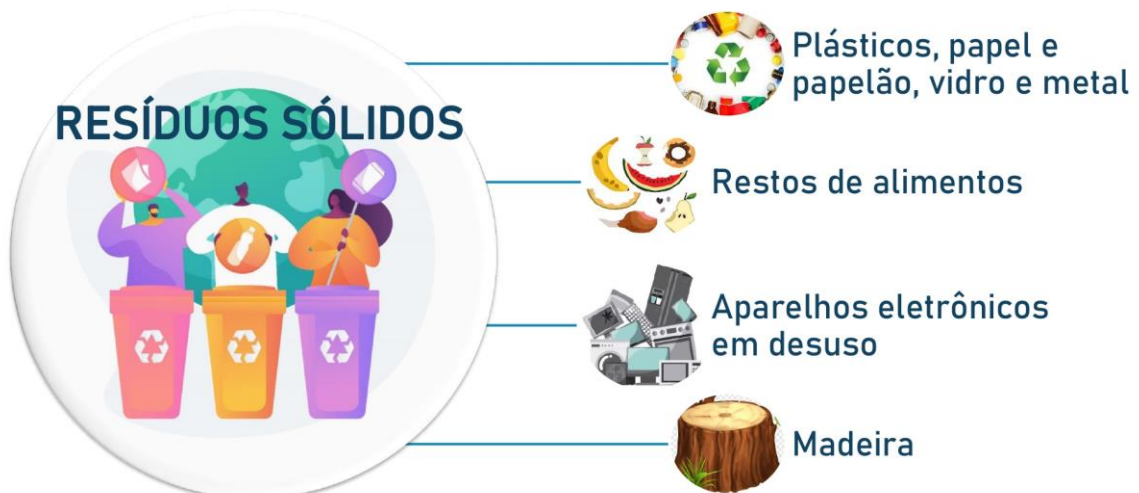 RESÍDUOS SÓLIDOS
Plásticos, papel e
papelão, vidro e metal
Restos de alimentos
Aparelhos eletrônicos
em desuso
Madeira